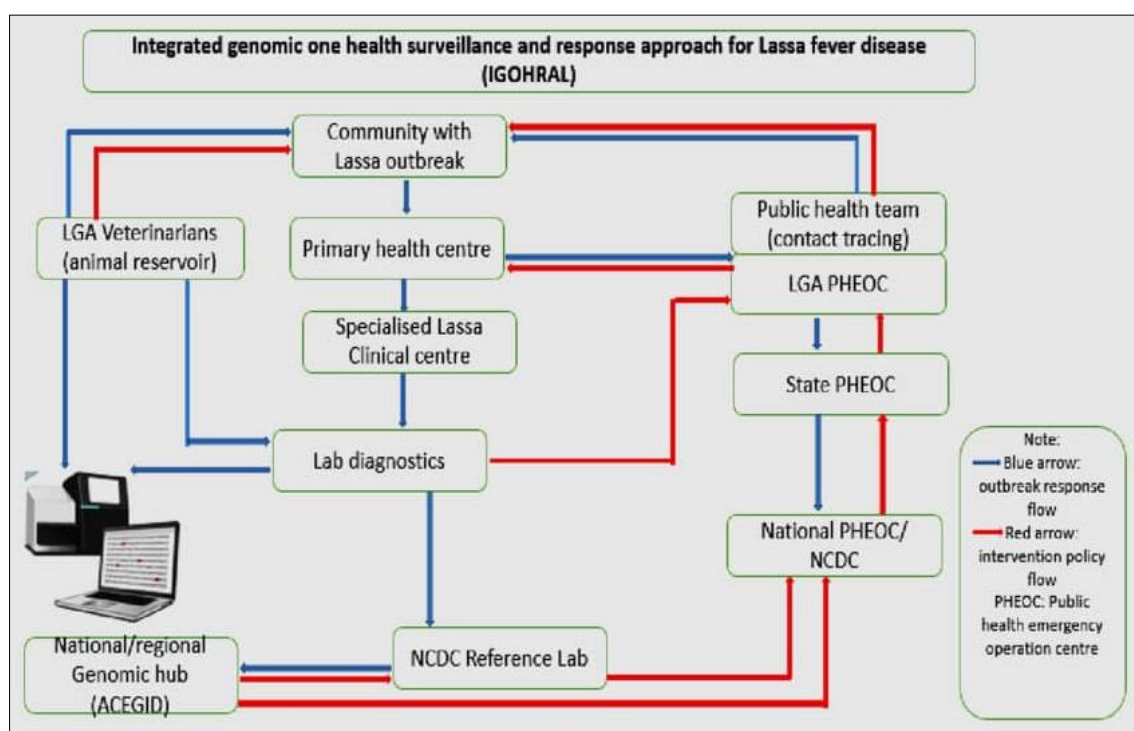 Integrated genomic one health surveillance and response approach for Lassa fever disease
(IGOHRAL)
Community with
Lassa outbreak
LGA Veterinarians
(animal reservoir)
Primary health centre
Public health team
(contact tracing)
LGA PHEOC
Specialised Lassa
Clinical centre
State PHEOC
Lab diagnostics
National PHEOC/
NCDC
Note:
Blue arrow:
outbreak response
flow
Red arrow:
intervention policy
flow
PHEOC: Public
health emergency
operation centre
National/regional
Genomic hub
(ACEGID)
NCDC Reference Lab